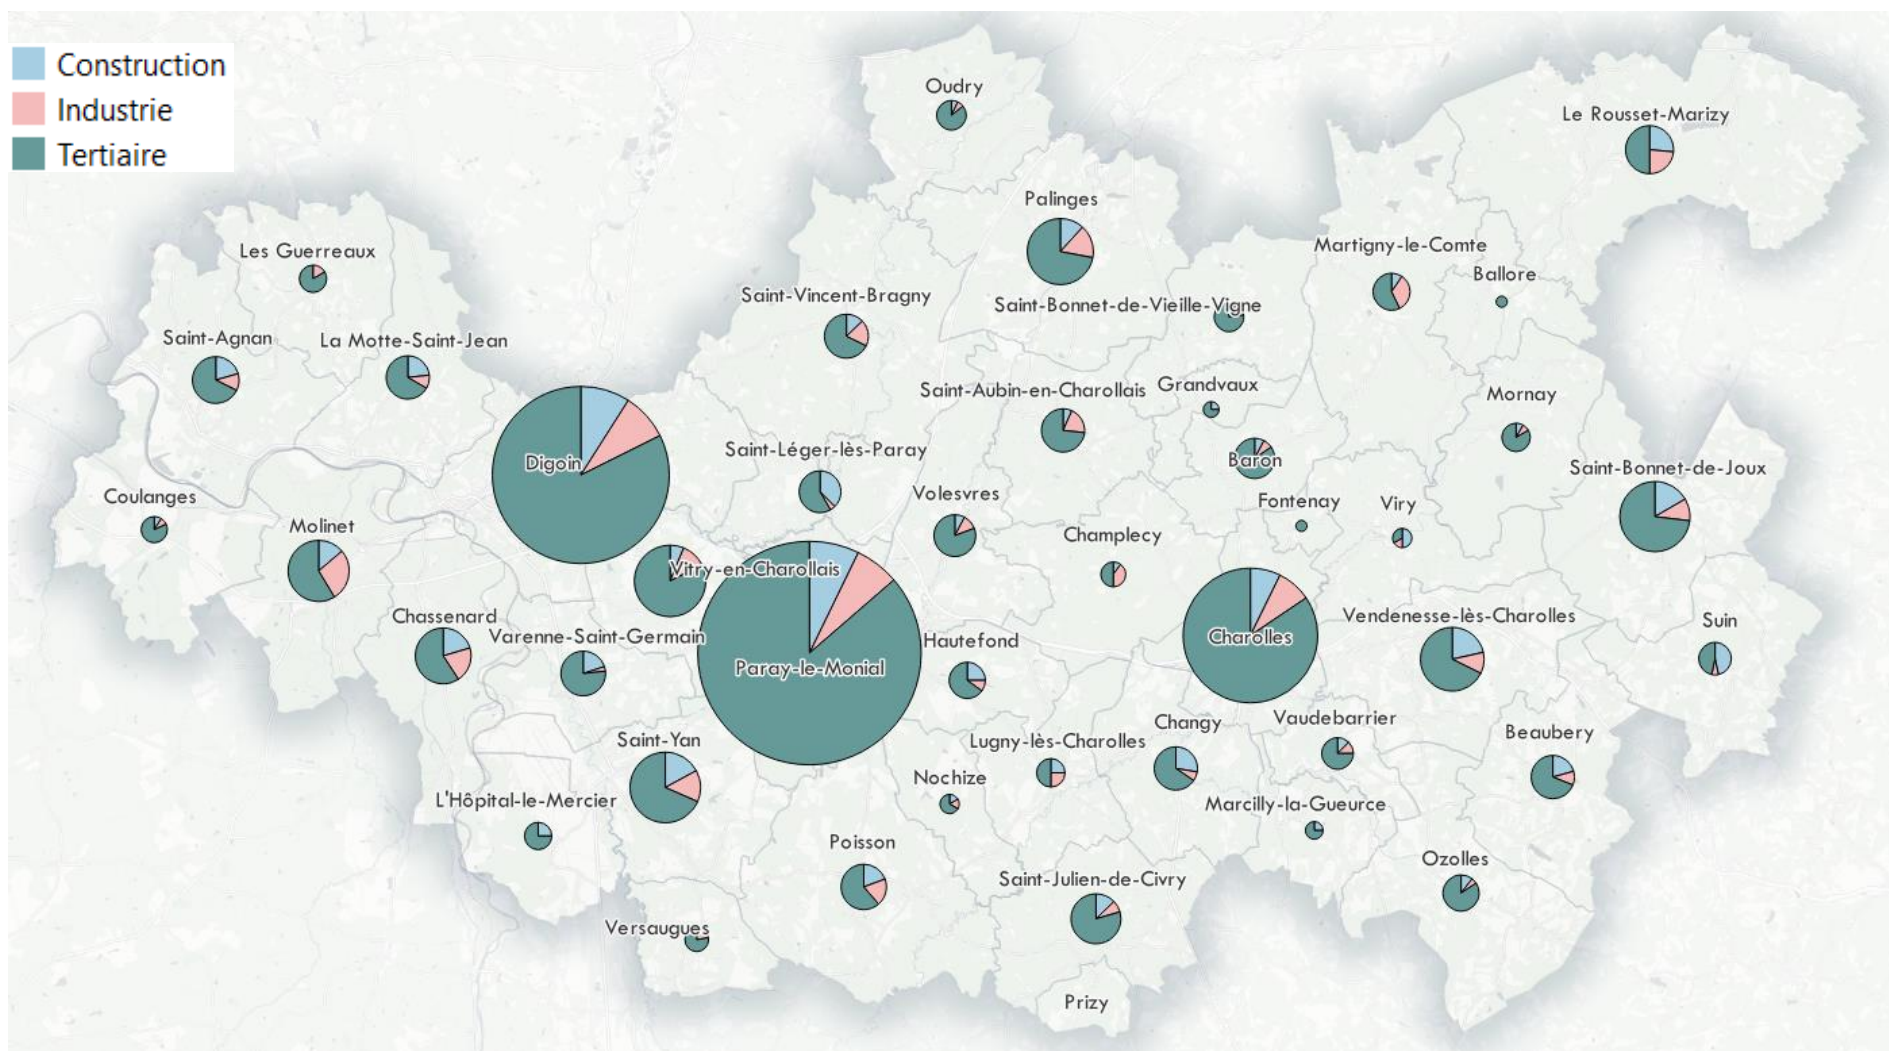 Construction
Industrie
Tertiaire
Oudry
Le Rousset-Marizy
Palinges
Les Guerreaux
Martigny-le-Comte
Ballore
Saint-Vincent-Bragny
Saint-Bonnet-de-Vieille-Vigne
Saint-Agnan
La Motte-Saint-Jean
Saint-Aubin-en-Charollais
Grandvaux
Mornay
Digoin
Saint-Léger-lès-Paray
Baron
Saint-Bonnet-de-Joux
Coulanges
Volesvres
Fontenay
Viry
Molinet
Champlecy
Vitry-en-Charollais
Chassenard
Varenne-Saint-Germain
Hautefond
Charolles
Vendenesse-lès-Charolles
Suin
Paray-le-Monial
Saint-Yan
Lugny-lès-Charolles
Changy
Vaudebarrier
Beaubery
Nochize
L'Hôpital-le-Mercier
Marcilly-la-Gueurce
Poisson
Ozolles
Saint-Julien-de-Civry
Versaugues
Prizy